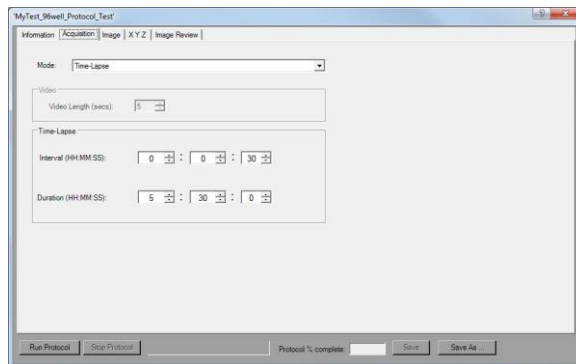 'MyTest_96well_Protocol_Test'
Information Acquisition Image X Y Z Image Review
Mode: Time-Lapse
Video
Video Length (secs): 5
Time-Lapse
Interval (HH:MM:SS): 0 : 0 : 30
Duration (HH:MM:SS): 5 : 30 : 0
Run Protocol Stop Protocol Protocol % complete: Save Save As ...